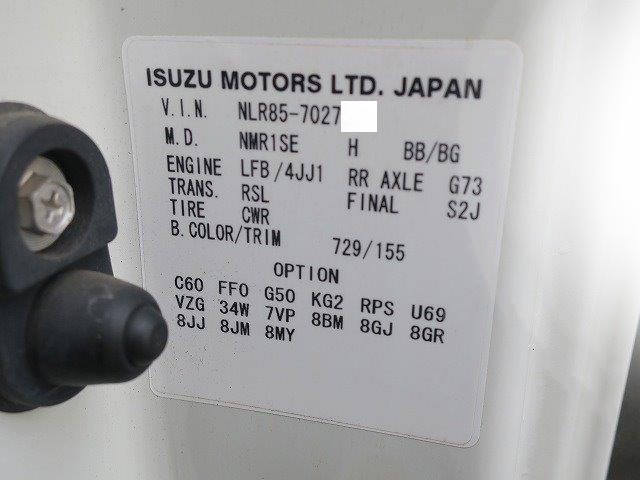 ISUZU MOTORS LTD. JAPAN
V.I.N. NLR85-7027
M.D. NMR1SE H BB/BG
ENGINE LFB/4JJ1 RR AXLE G73
TRANS. RSL FINAL S2J
TIRE CWR
B.COLOR/TRIM 729/155
OPTION
C60 FF0 G50 KG2 RPS U69
VZG 34W 7VP 8BM 8GJ 8GR
8JJ 8JM 8MY